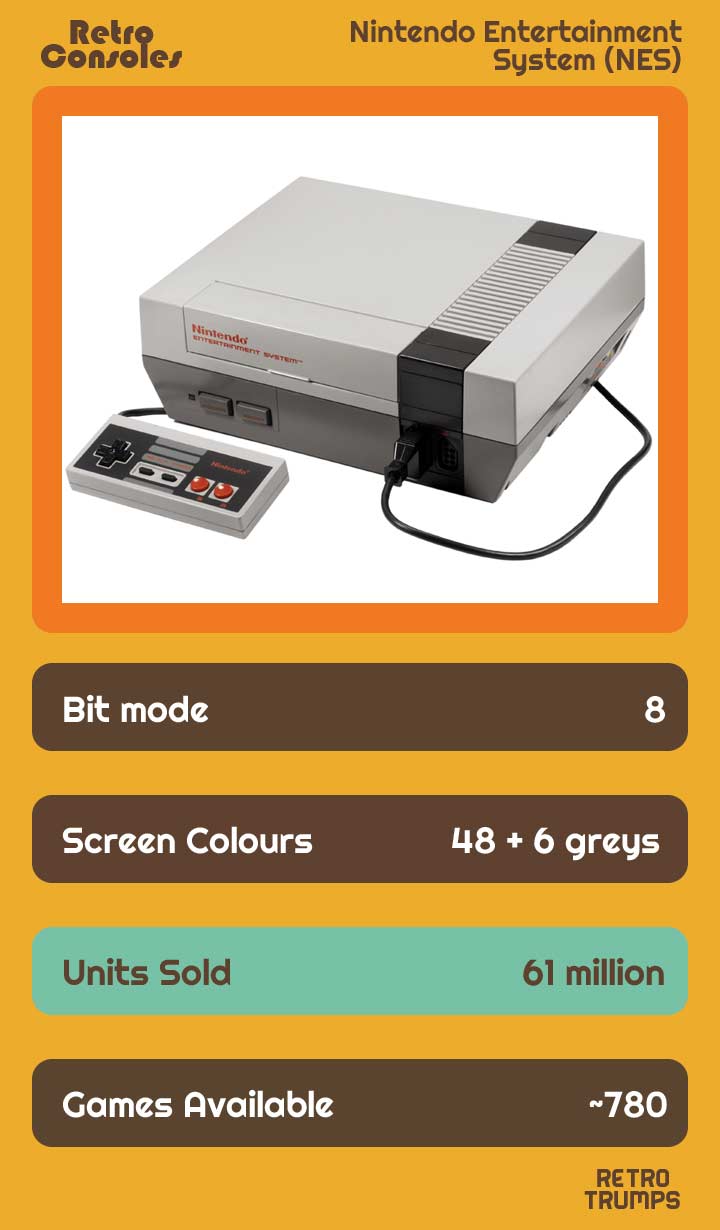 Retro
Consoles
Nintendo Entertainment
System (NES)
Nintendo
ENTERTAINMENT SYSTEM™
Nintendo
Bit mode 8
Screen Colours 48 + 6 greys
Units Sold 61 million
Games Available ~780
RETRO
TRUMPS